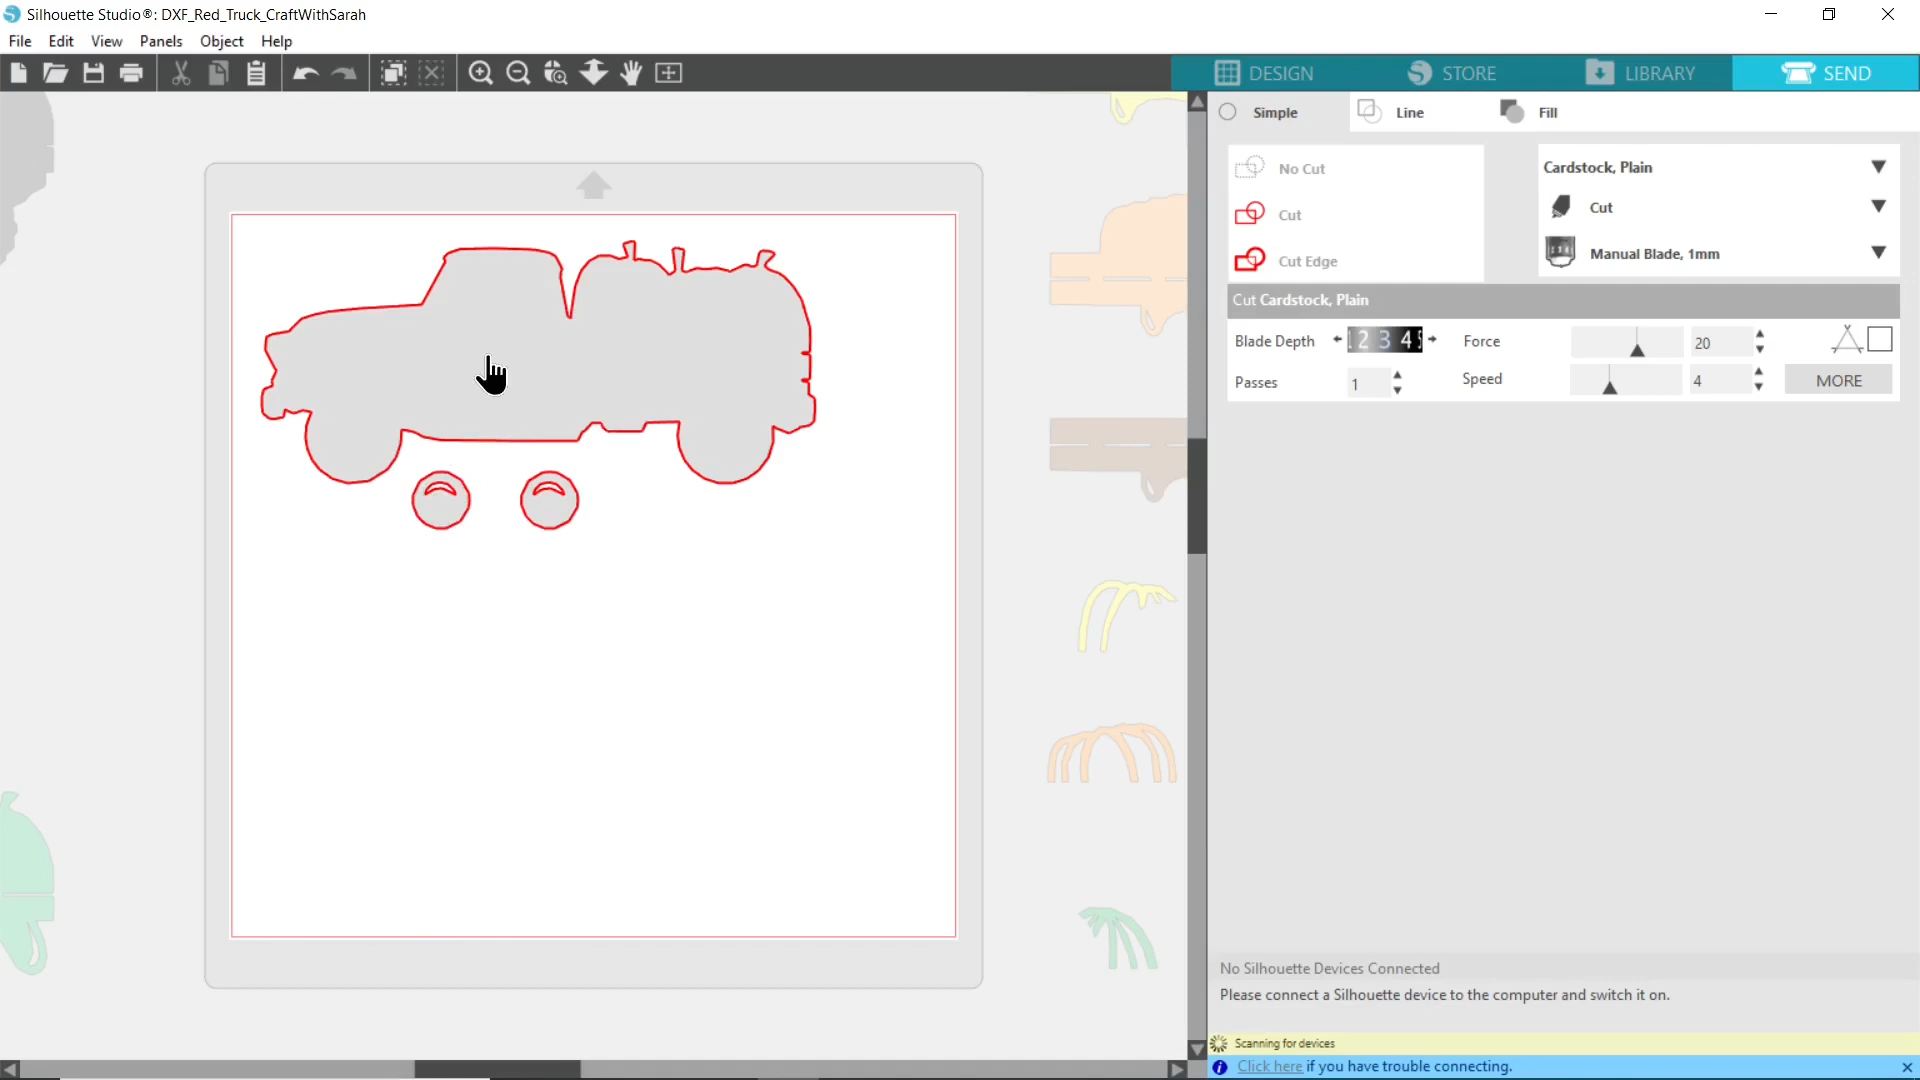 Silhouette Studio®: DXF_Red_Truck_CraftWithSarah
File Edit View Panels Object Help
DESIGN STORE LIBRARY SEND
Simple Line Fill
No Cut
Cut
Cut Edge
Cardstock, Plain
Cut
Manual Blade, 1mm
Cut Cardstock, Plain
Blade Depth 2 3 4 Force 20
Passes 1 Speed 4 MORE
No Silhouette Devices Connected
Please connect a Silhouette device to the computer and switch it on.
Scanning for devices
Click here if you have trouble connecting.